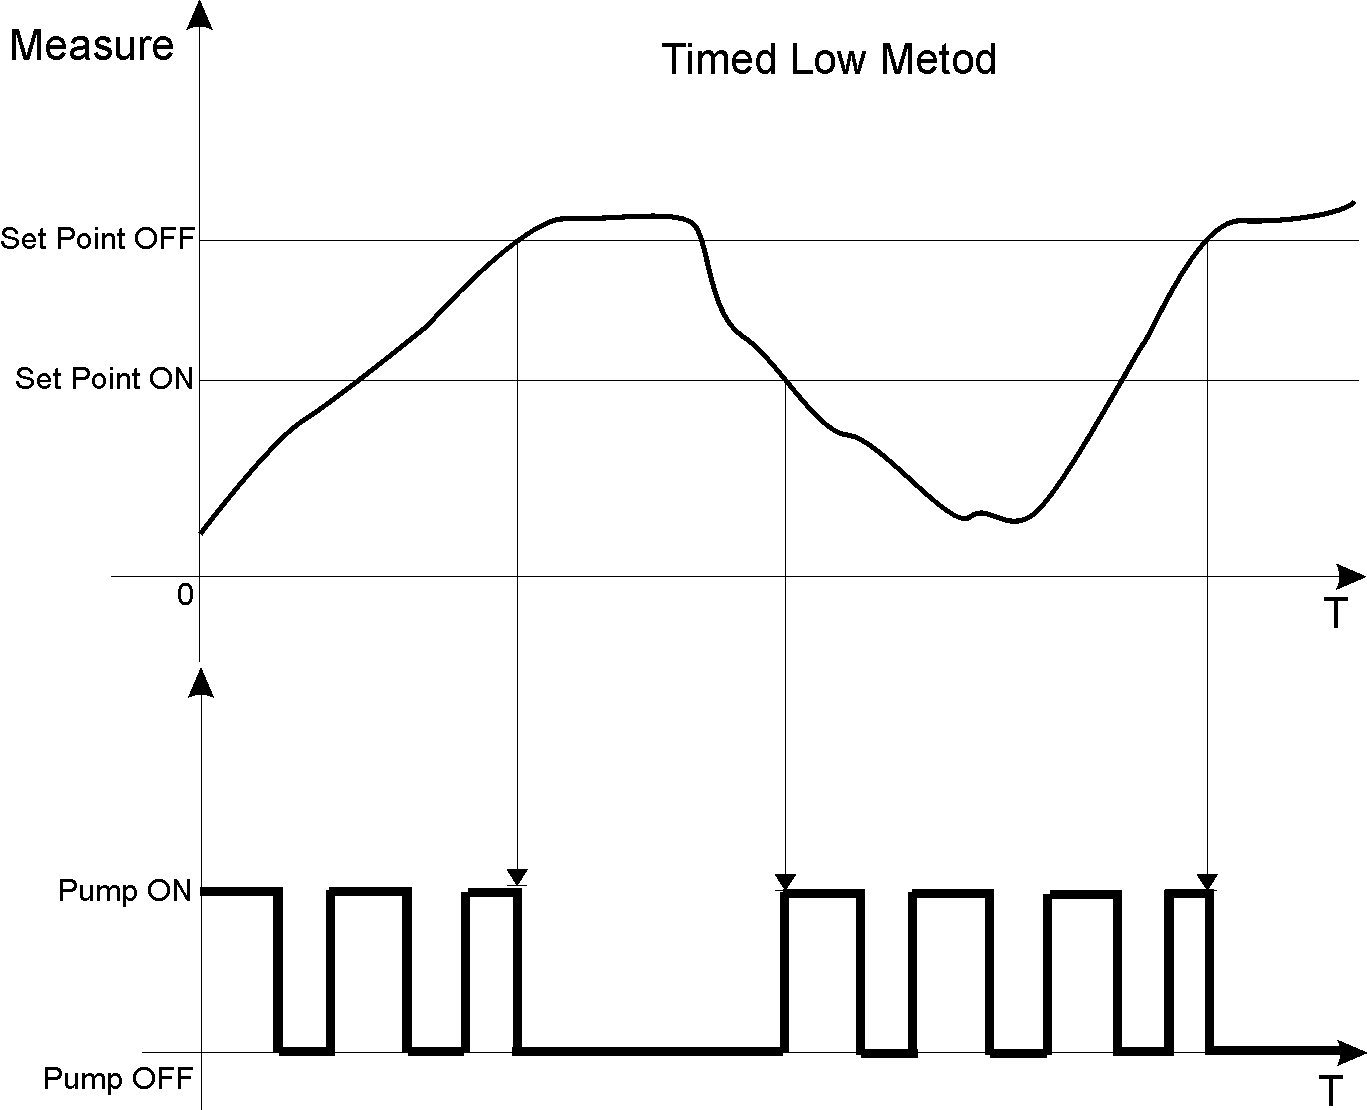 Measure
Timed Low Metod
Set Point OFF
Set Point ON
0
T
Pump ON
Pump OFF
T